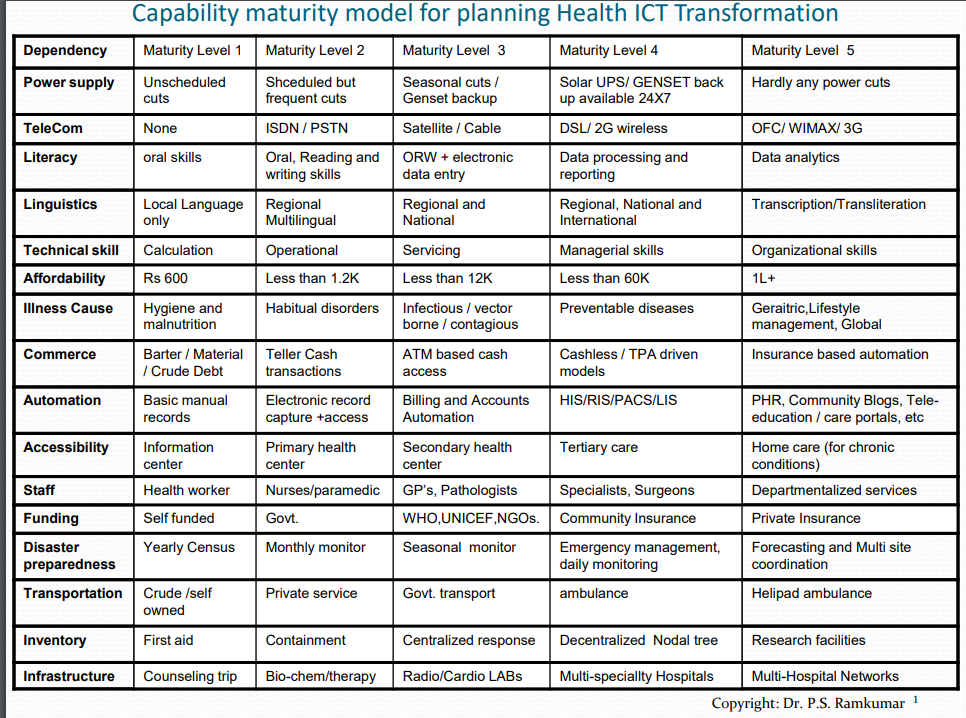 Capability maturity model for planning Health ICT Transformation
Dependency Maturity Level 1 Maturity Level 2 Maturity Level 3 Maturity Level 4 Maturity Level 5
Power supply Unscheduled Shceduled but Seasonal cuts / Solar UPS/ GENSET back Hardly any power cuts
cuts frequent cuts Genset backup up available 24X7
TeleCom None ISDN / PSTN Satellite / Cable DSL/ 2G wireless OFC/ WIMAX/ 3G
Literacy oral skills Oral, Reading and ORW + electronic Data processing and Data analytics
writing skills data entry reporting
Linguistics Local Language Regional Regional and Regional, National and Transcription/Transliteration
only Multilingual National International
Technical skill Calculation Operational Servicing Managerial skills Organizational skills
Affordability Rs 600 Less than 1.2K Less than 12K Less than 60K 1L+
Illness Cause Hygiene and Habitual disorders Infectious / vector Preventable diseases Geraitric,Lifestyle
malnutrition borne / contagious management, Global
Commerce Barter / Material Teller Cash ATM based cash Cashless / TPA driven Insurance based automation
/ Crude Debt transactions access models
Automation Basic manual Electronic record Billing and Accounts HIS/RIS/PACS/LIS PHR, Community Blogs, Tele-
records capture +access Automation education / care portals, etc
Accessibility Information Primary health Secondary health Tertiary care Home care (for chronic
center center center conditions)
Staff Health worker Nurses/paramedic GP's, Pathologists Specialists, Surgeons Departmentalized services
Funding Self funded Govt. WHO,UNICEF,NGOs. Community Insurance Private Insurance
Disaster Yearly Census Monthly monitor Seasonal monitor Emergency management, Forecasting and Multi site
preparedness daily monitoring coordination
Transportation Crude /self Private service Govt. transport ambulance Helipad ambulance
owned
Inventory First aid Containment Centralized response Decentralized Nodal tree Research facilities
Infrastructure Counseling trip Bio-chem/therapy Radio/Cardio LABs Multi-speciallty Hospitals Multi-Hospital Networks
Copyright: Dr. P.S. Ramkumar 1